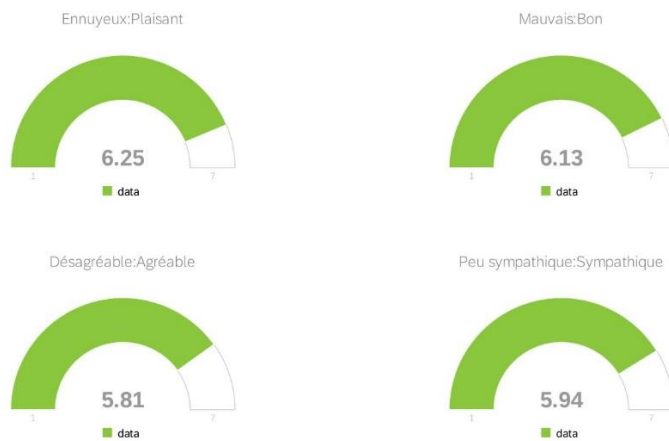 Ennuyeux:Plaisant
6.25
1
7
data
Mauvais:Bon
6.13
1
7
data
Désagréable:Agréable
5.81
1
7
data
Peu sympathique:Sympathique
5.94
1
7
data